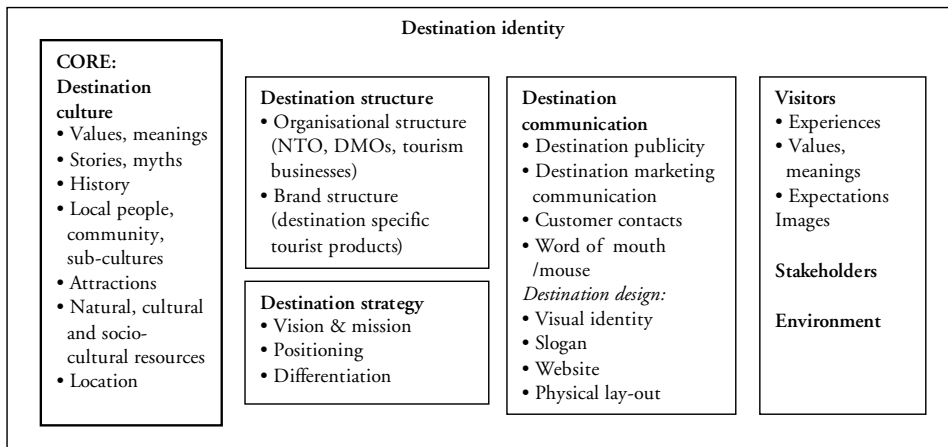 Destination identity
CORE:
Destination
culture
• Values, meanings
• Stories, myths
• History
• Local people,
community,
sub-cultures
• Attractions
• Natural, cultural
and socio-
cultural resources
• Location
Destination structure
• Organisational structure
(NTO, DMOs, tourism
businesses)
• Brand structure
(destination specific
tourist products)
Destination strategy
• Vision & mission
• Positioning
• Differentiation
Destination
communication
• Destination publicity
• Destination marketing
communication
• Customer contacts
• Word of mouth
/mouse
Destination design:
• Visual identity
• Slogan
• Website
• Physical lay-out
Visitors
• Experiences
• Values,
meanings
• Expectations
Images
Stakeholders
Environment